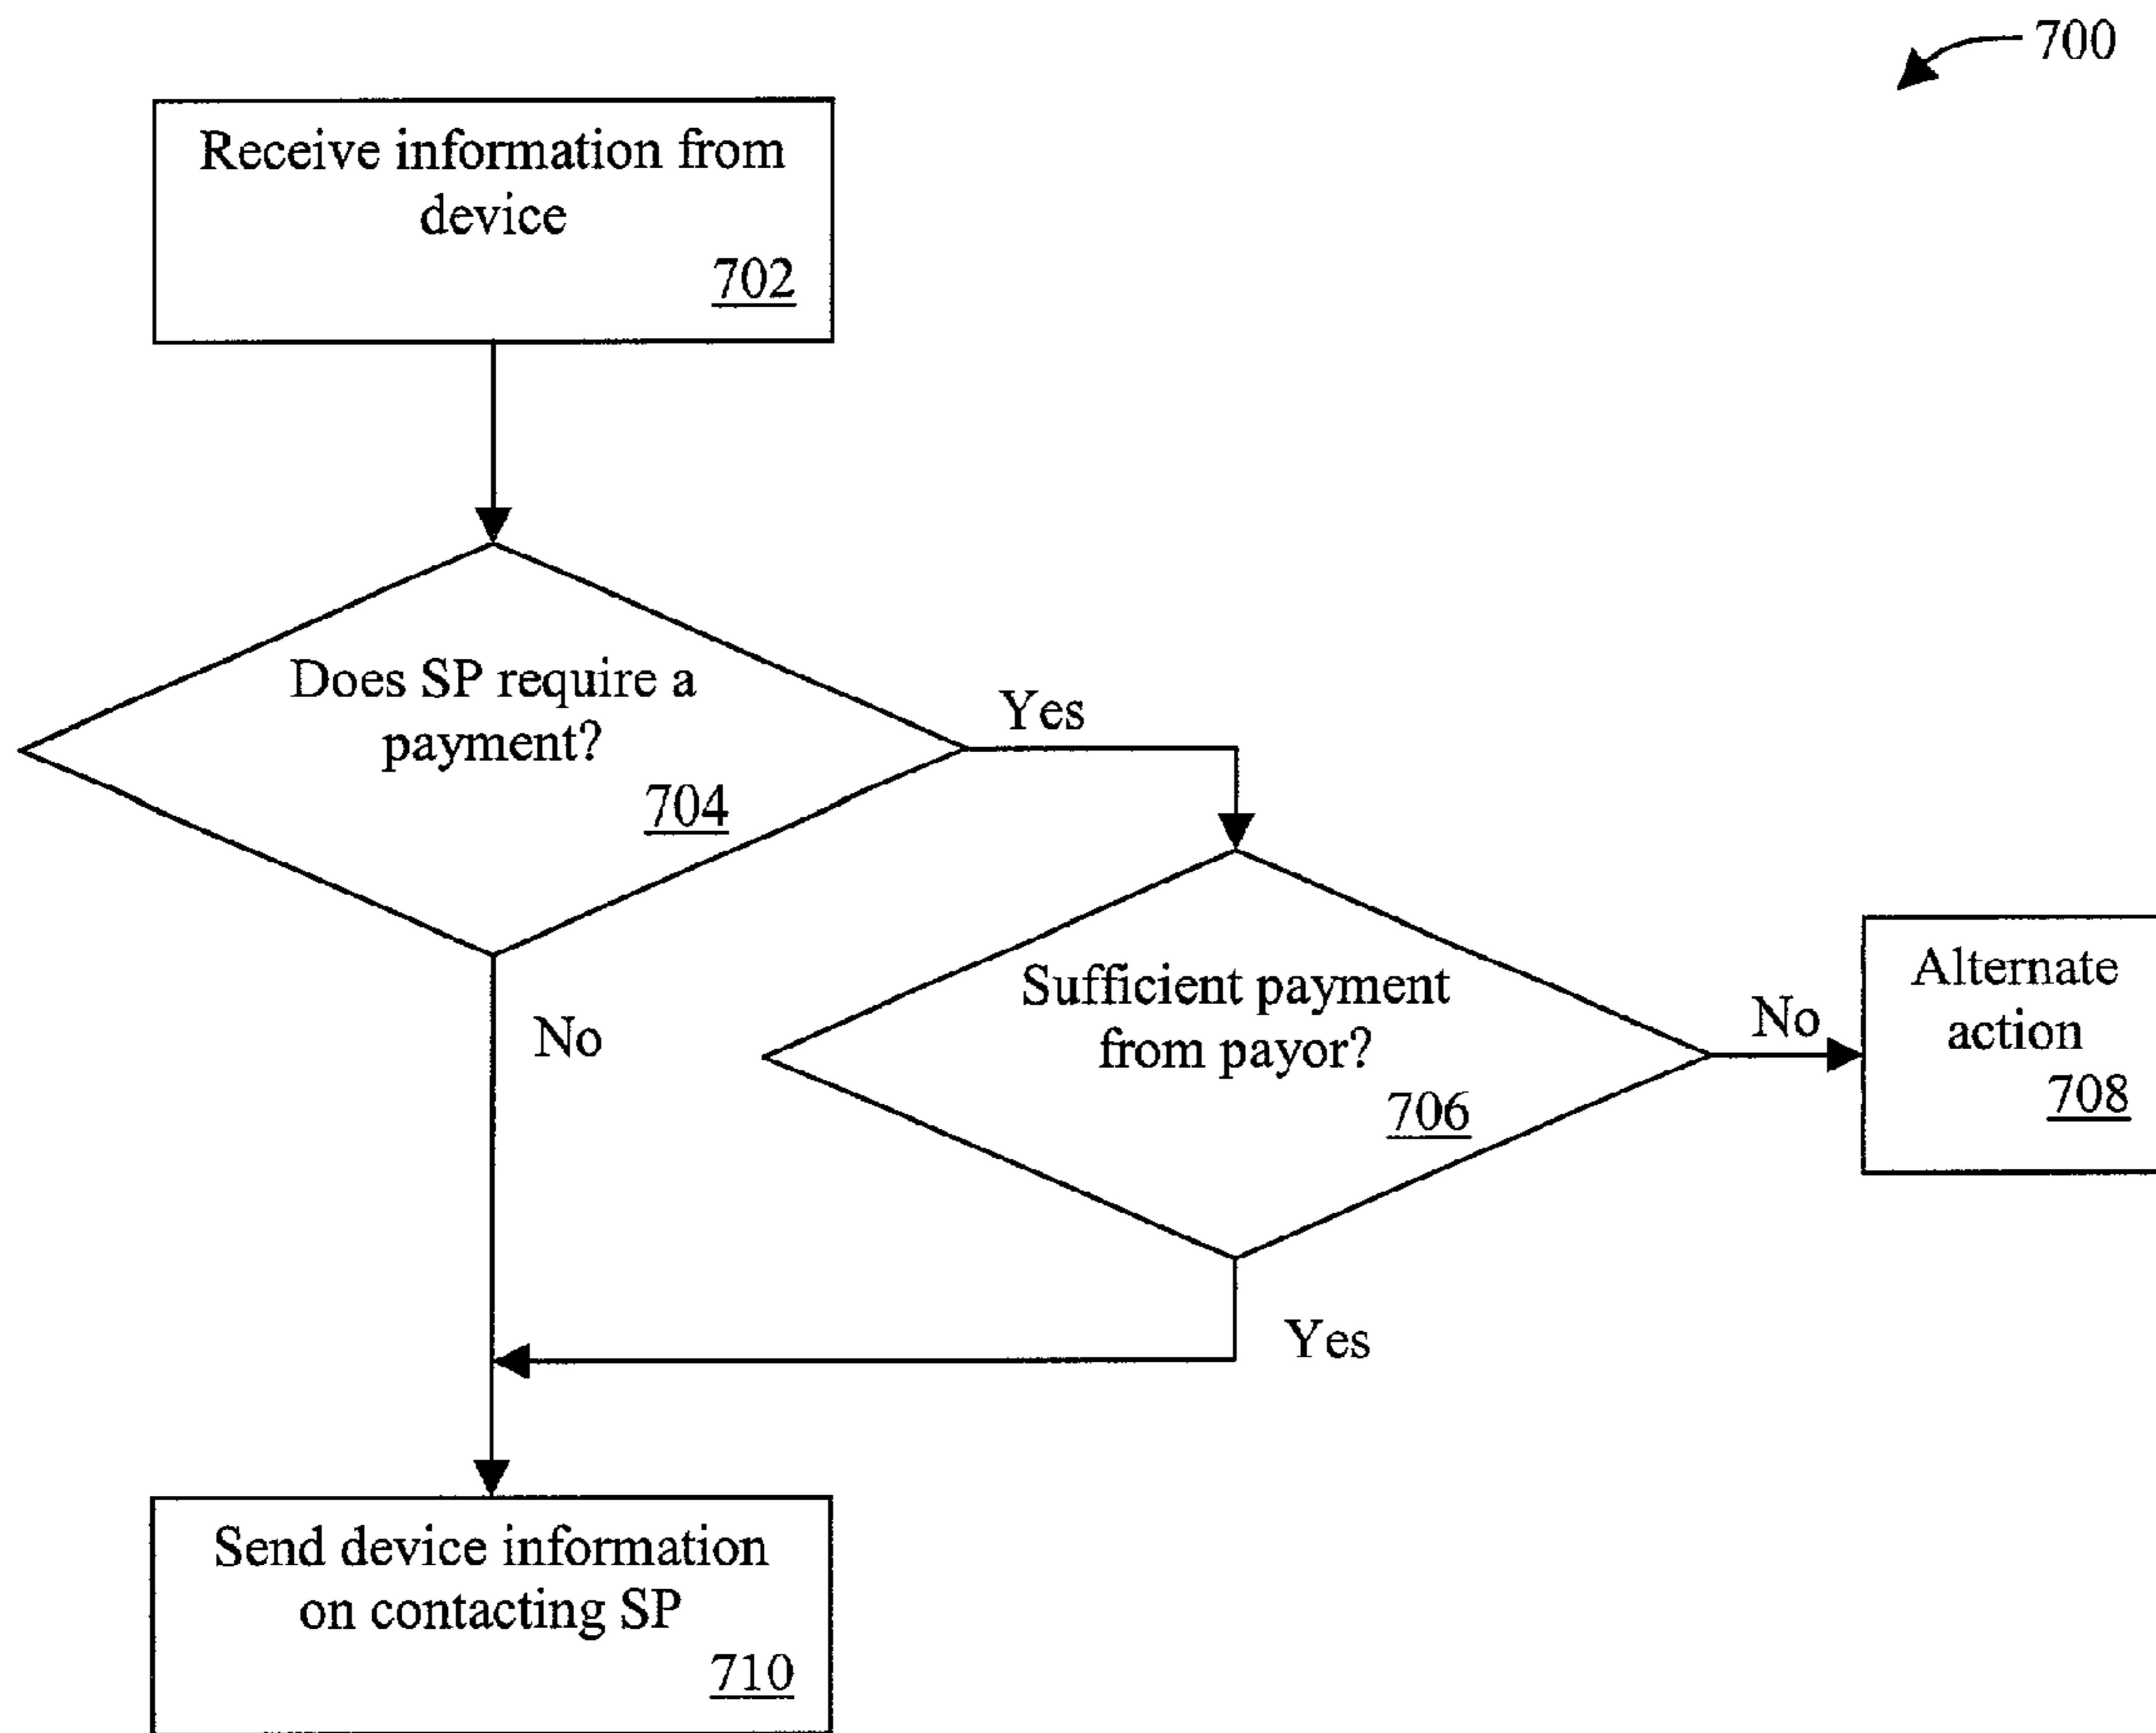 700
Receive information from
device
702
Does SP require a
payment?
704
Yes
No
Sufficient payment
from payor?
706
No
Alternate
action
708
Yes
Send device information
on contacting SP
710